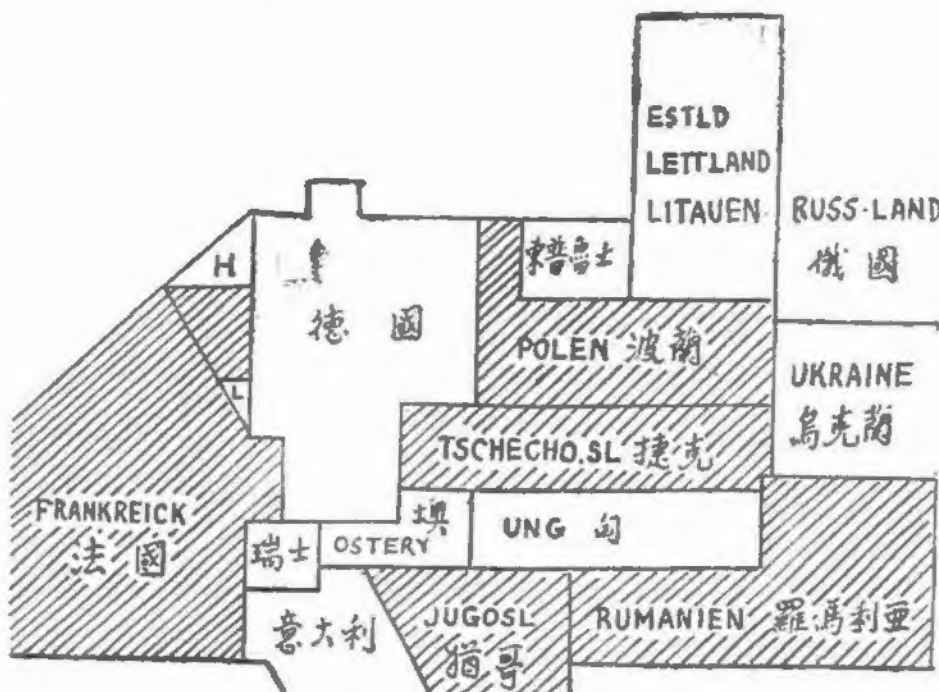 ESTLD
LETTLAND
LITAUEN
RUSS-LAND
俄國
H
東普魯士
德國
POLEN 波蘭
UKRAINE
烏克蘭
L
TSCHECHO.SL 捷克
FRANKREICK
法國
瑞士
OSTERY 墺
UNG 匈
意大利
JUGOSL
猶哥
RUMANIEN 羅馬利亜